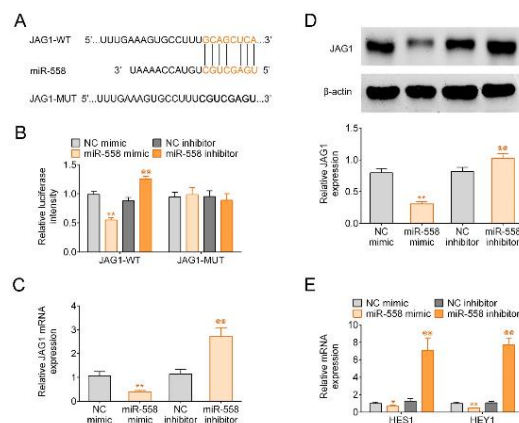 A
JAG1-WT 5'...UUUGAAAGUGCCUUUGCAGCUCA...3'
miR-558 3' UAAAACCAUGUCGUCGAGU 5'
JAG1-MUT 5'...UUUGAAAGUGCCUUUCGUCGAGU...3'
B
NC mimic NC inhibitor
miR-558 mimic miR-558 inhibitor
Relative luciferase
intensity
1.5
1.0
0.5
0.0
**
@@
JAG1-WT JAG1-MUT
C
Relative JAG1 mRNA
expression
4
3
2
1
0
**
@@
NC
mimic
miR-558
mimic
NC
inhibitor
miR-558
inhibitor
D
JAG1
β-actin
Relative JAG1
expression
1.5
1.0
0.5
0.0
**
NC
mimic
miR-558
mimic
NC
inhibitor
miR-558
inhibitor
E
NC mimic NC inhibitor
miR-558 mimic miR-558 inhibitor
Relative mRNA
expression
10
8
6
4
2
0
*
@@
**
@@
HES1 HEY1